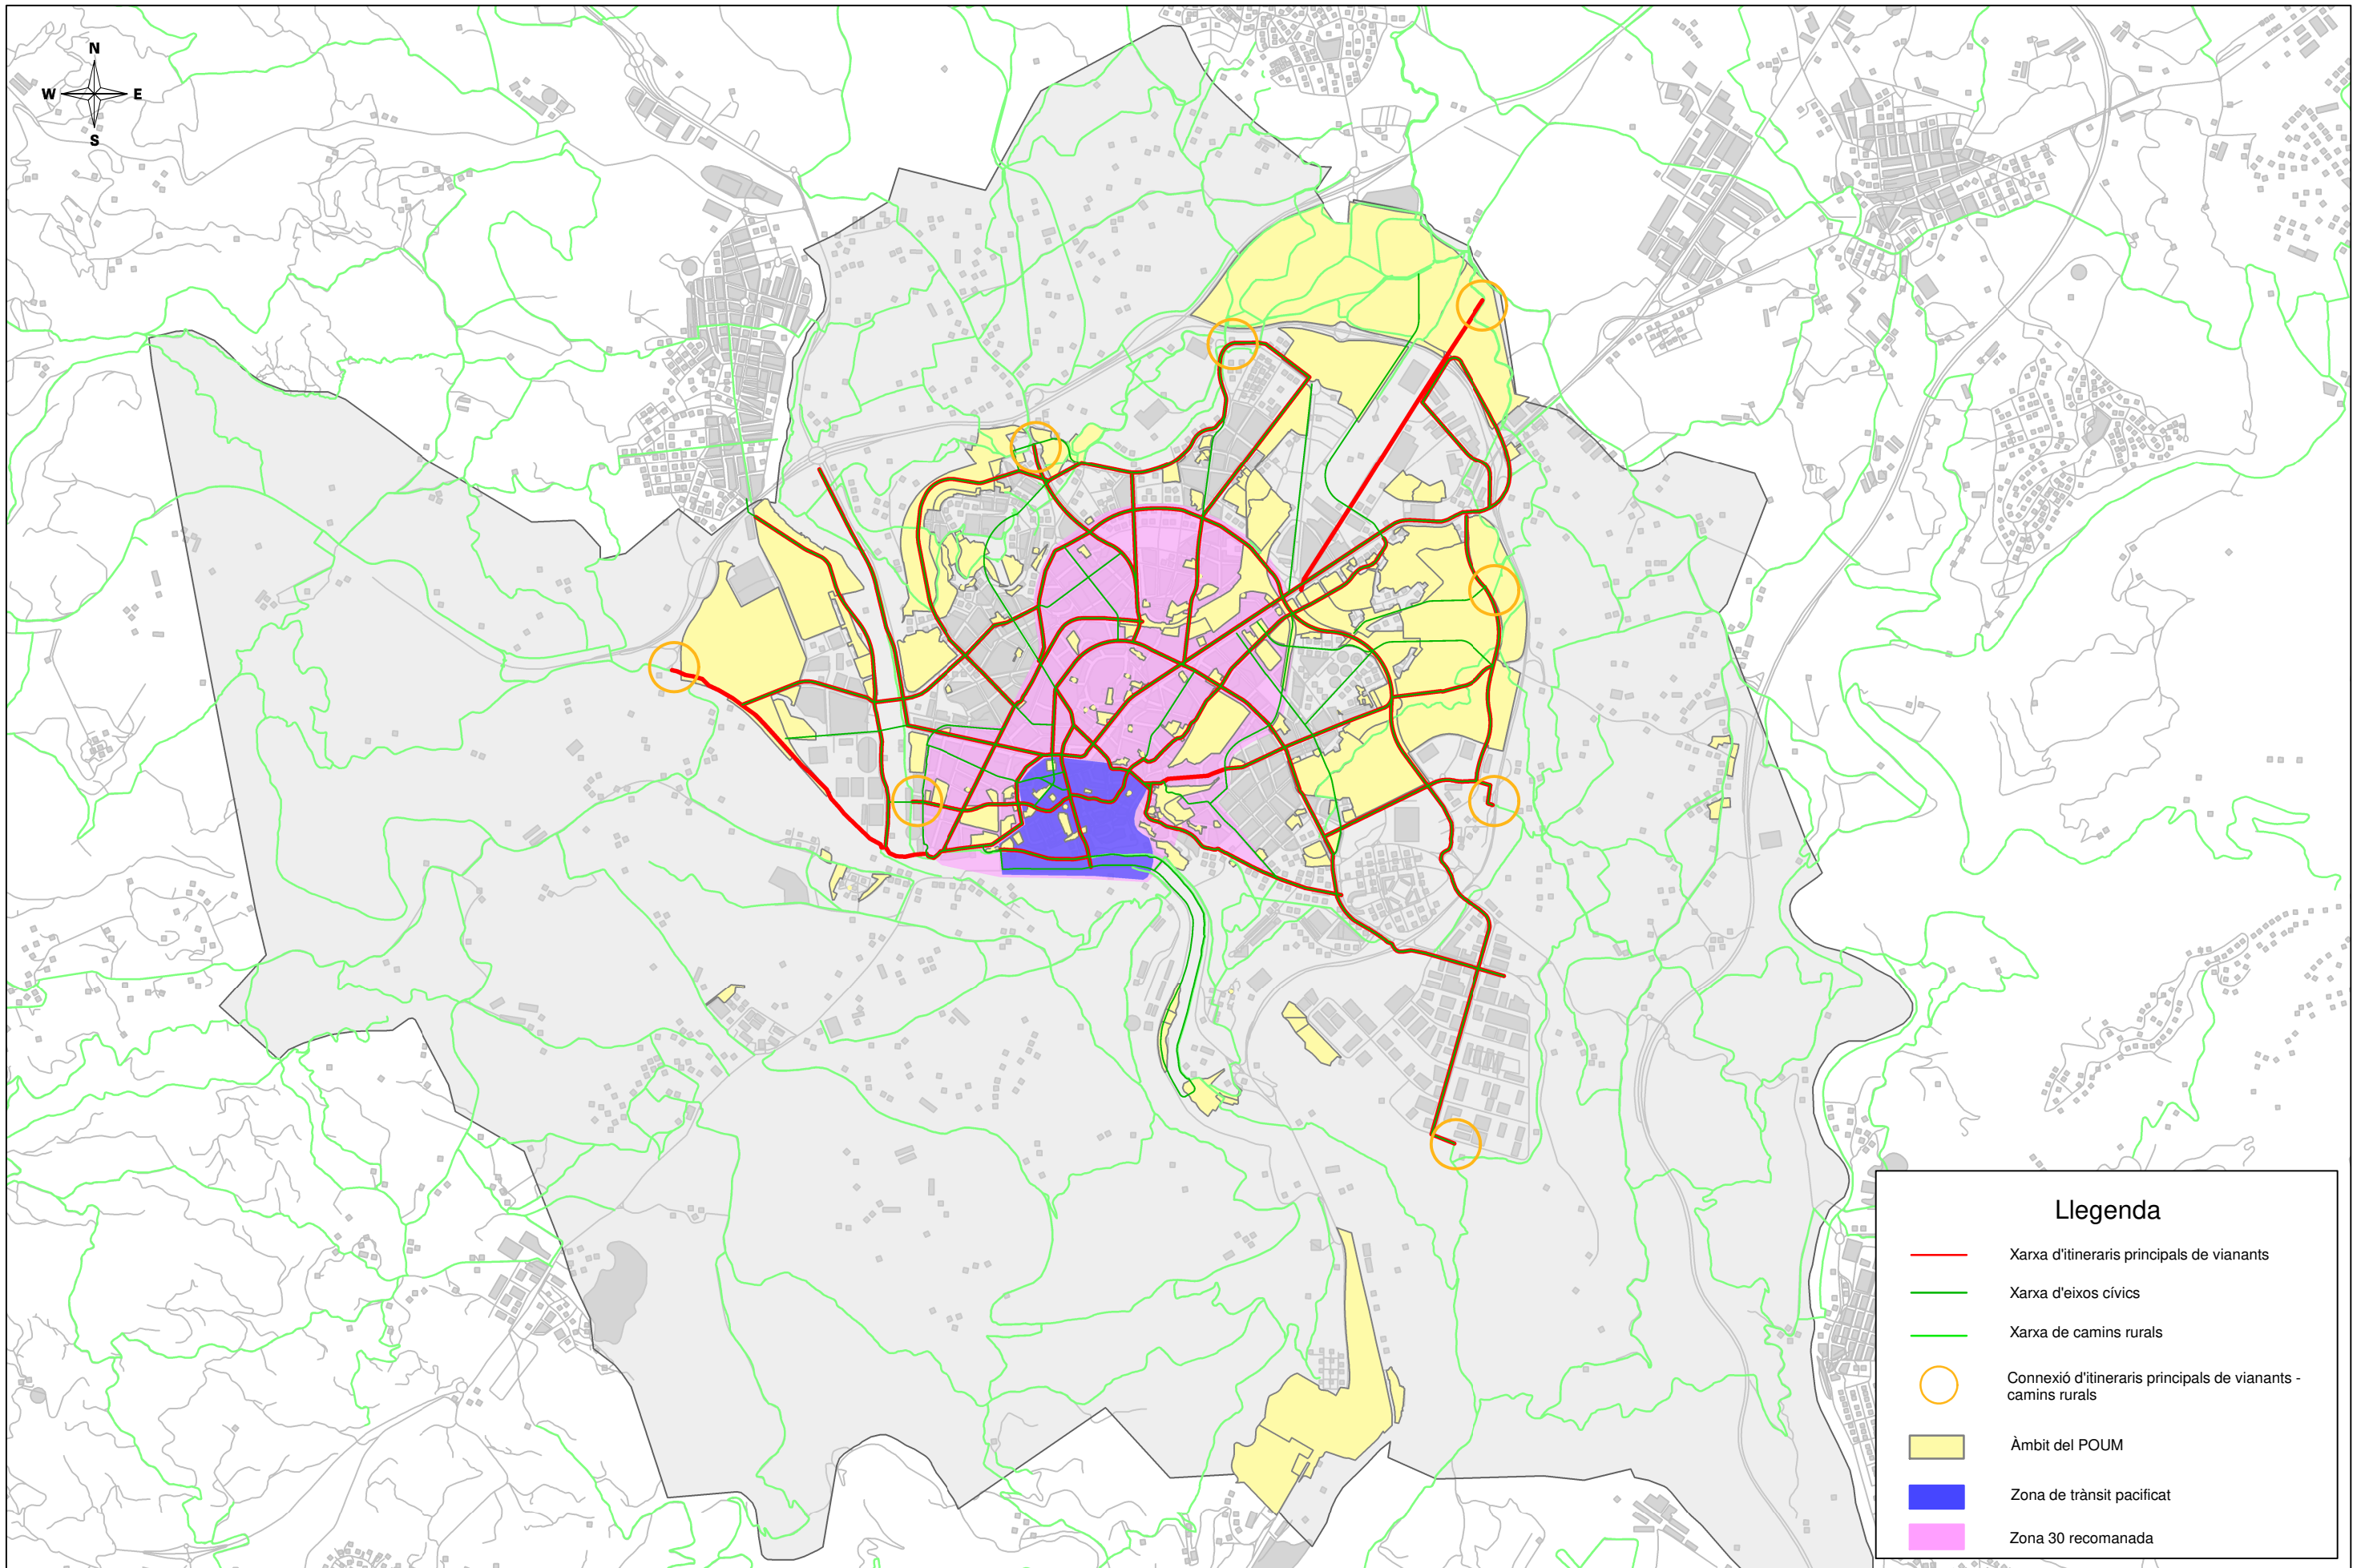 N
W E
S
Llegenda
Xarxa d'itineraris principals de vianants
Xarxa d'eixos cívics
Xarxa de camins rurals
Connexió d'itineraris principals de vianants -
camins rurals
Àmbit del POUM
Zona de trànsit pacificat
Zona 30 recomanada